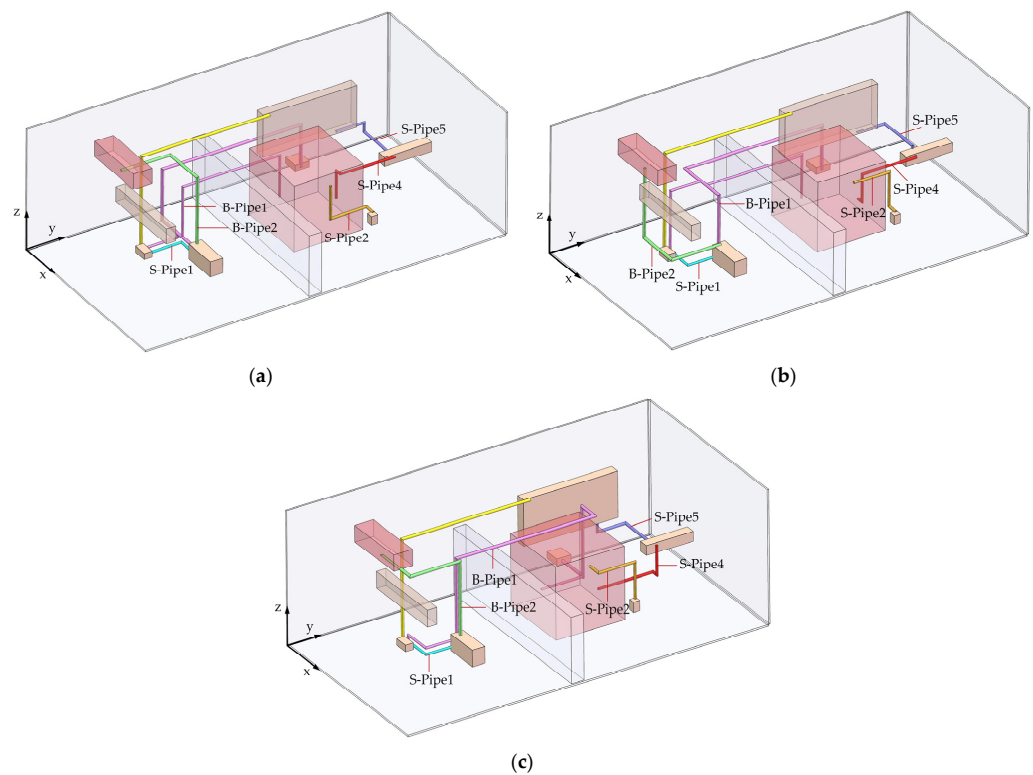 S-Pipe5
S-Pipe4
z
y
B-Pipe1
B-Pipe2
S-Pipe2
x
S-Pipe1
(a)
S-Pipe5
S-Pipe4
z
B-Pipe1
S-Pipe2
y
x
B-Pipe2
S-Pipe1
(b)
S-Pipe5
S-Pipe4
B-Pipe1
z
B-Pipe2
S-Pipe2
y
x
S-Pipe1
(c)